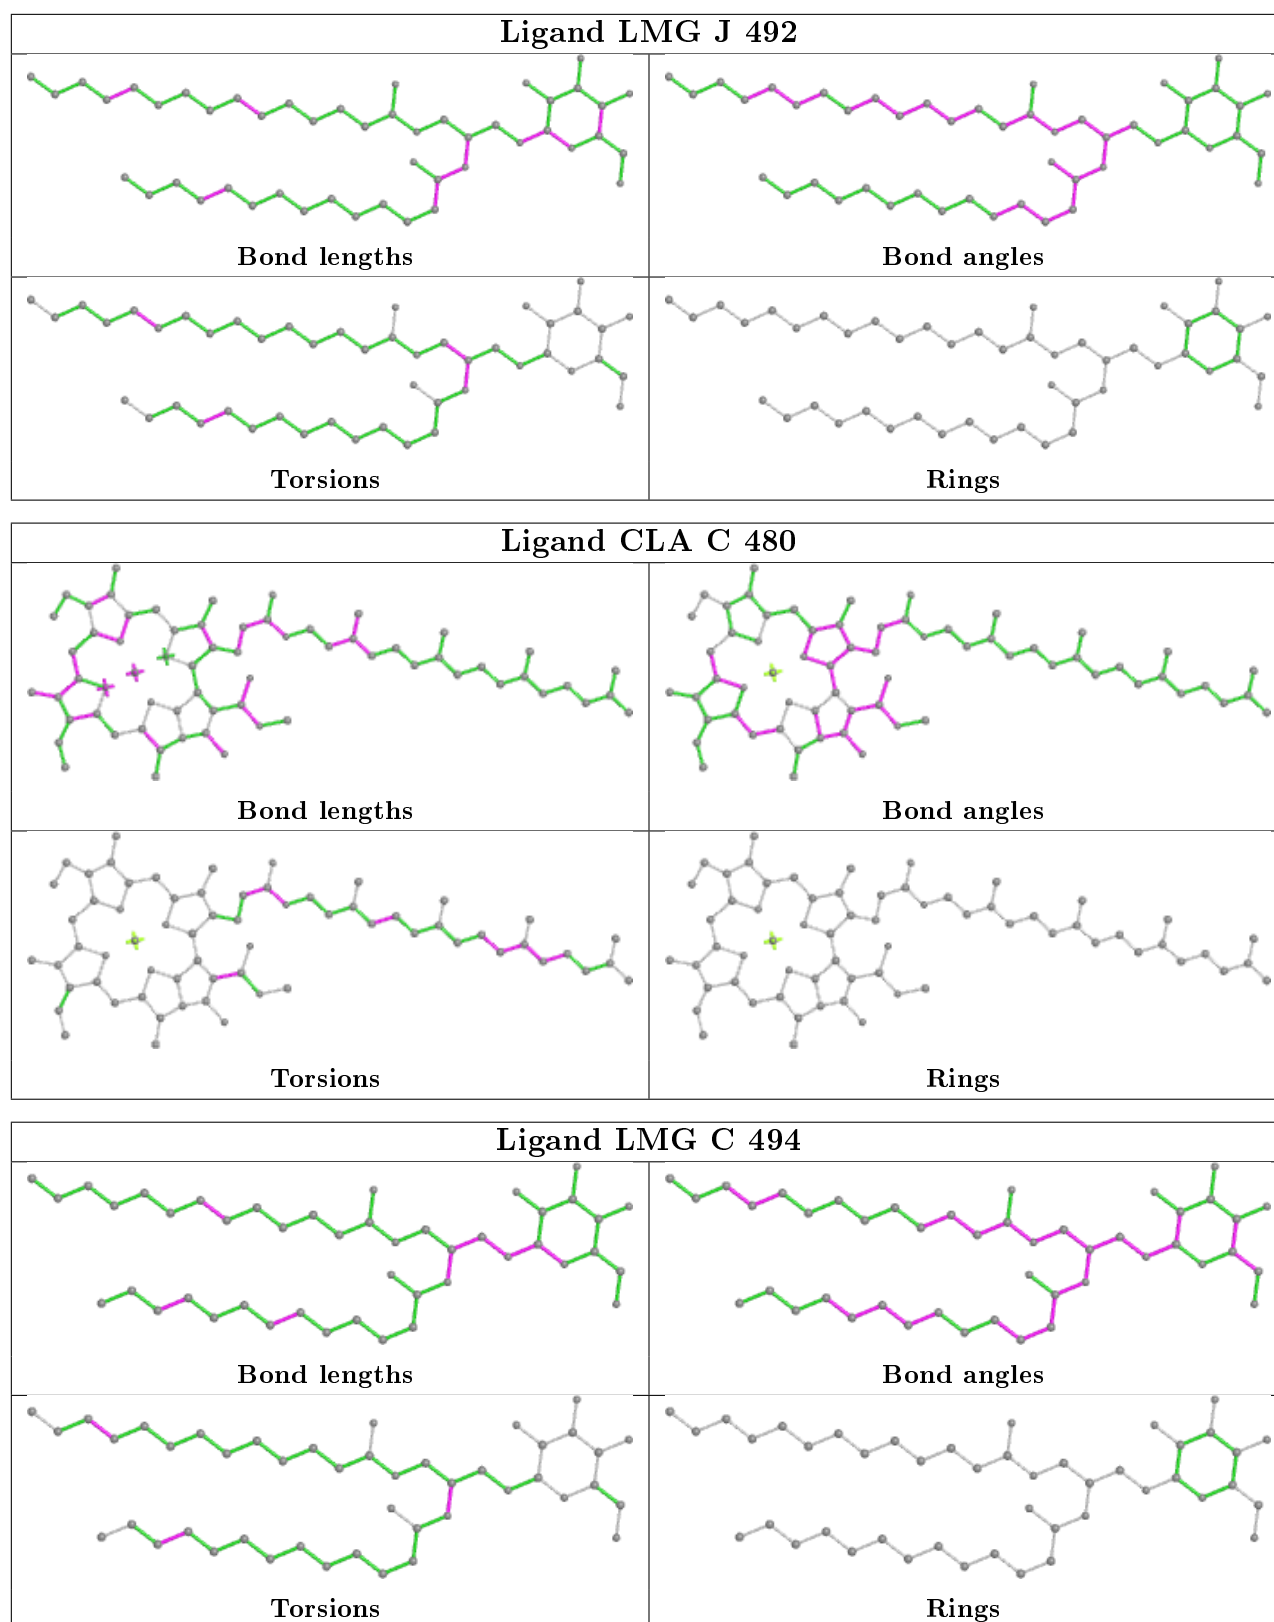 Ligand LMG J 492
Bond lengths
Bond angles
Torsions
Rings
Ligand CLA C 480
Bond lengths
Bond angles
Torsions
Rings
Ligand LMG C 494
Bond lengths
Bond angles
Torsions
Rings